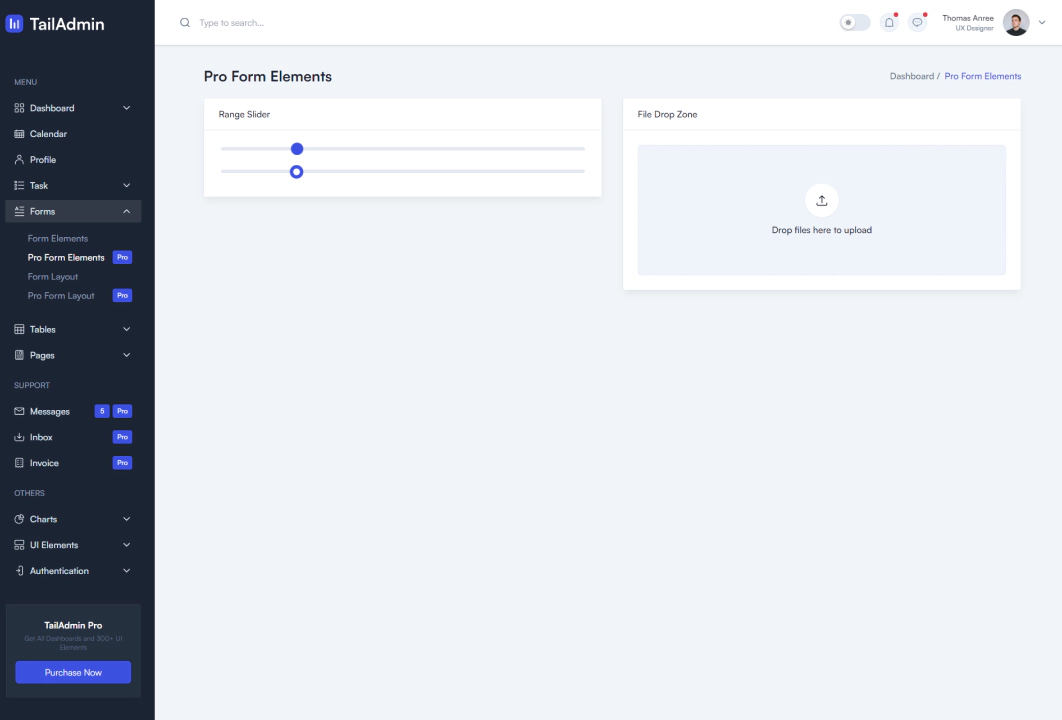 TailAdmin
Type to search...
Thomas Anree
UX Designer
MENU
Dashboard
Calendar
Profile
Task
Forms
Form Elements
Pro Form Elements Pro
Form Layout
Pro Form Layout Pro
Tables
Pages
SUPPORT
Messages 5 Pro
Inbox Pro
Invoice Pro
OTHERS
Charts
UI Elements
Authentication
TailAdmin Pro
Get All Dashboards and 300+ UI
Elements
Purchase Now
Pro Form Elements
Dashboard / Pro Form Elements
Range Slider
File Drop Zone
Drop files here to upload